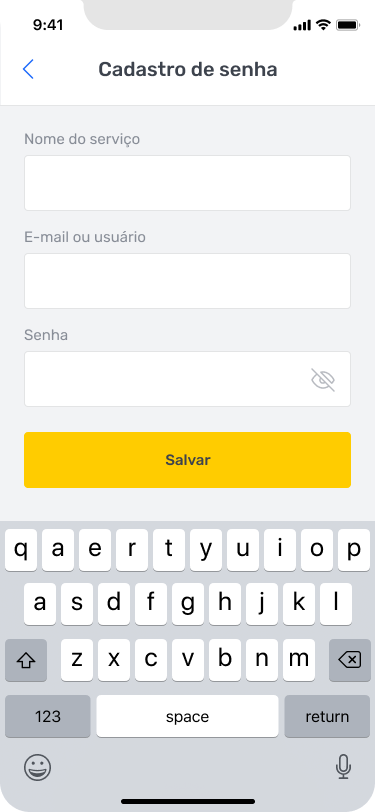 9:41
Cadastro de senha
Nome do serviço
E-mail ou usuário
Senha
Salvar
q a e r t y u i o p
a s d f g h j k l
z x c v b n m
123 space return